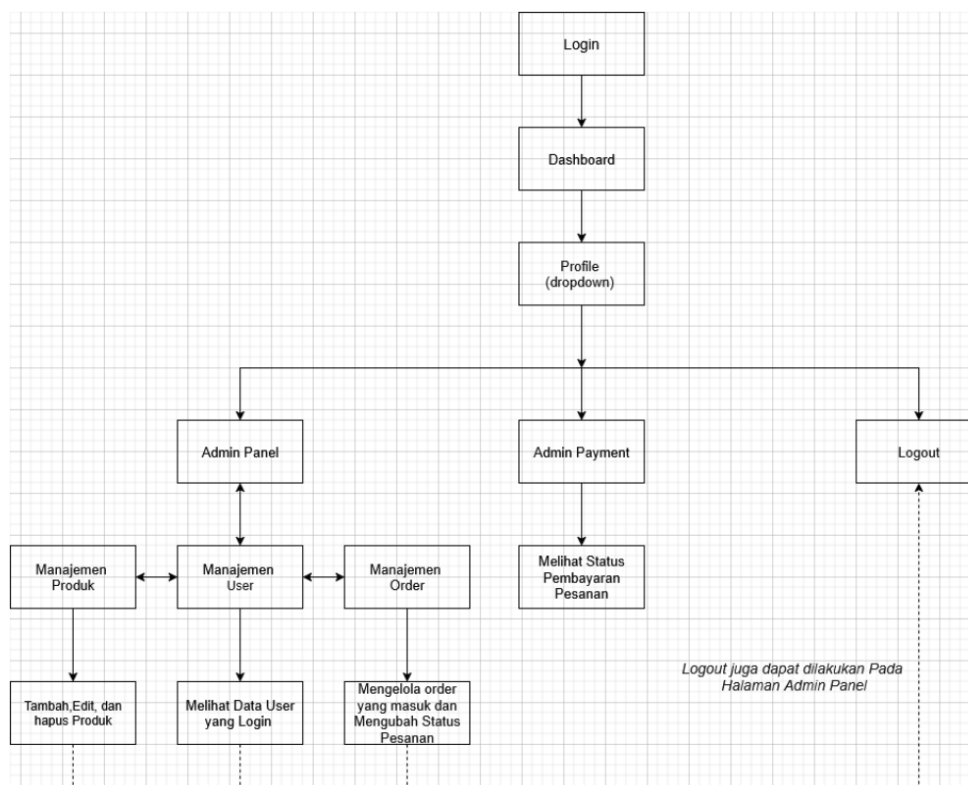 Login
Dashboard
Profile
(dropdown)
Admin Panel
Admin Payment
Logout
Manajemen
Produk
Manajemen
User
Manajemen
Order
Melihat Status
Pembayaran
Pesanan
Logout juga dapat dilakukan Pada
Halaman Admin Panel
Tambah,Edit, dan
hapus Produk
Melihat Data User
yang Login
Mengelola order
yang masuk dan
Mengubah Status
Pesanan